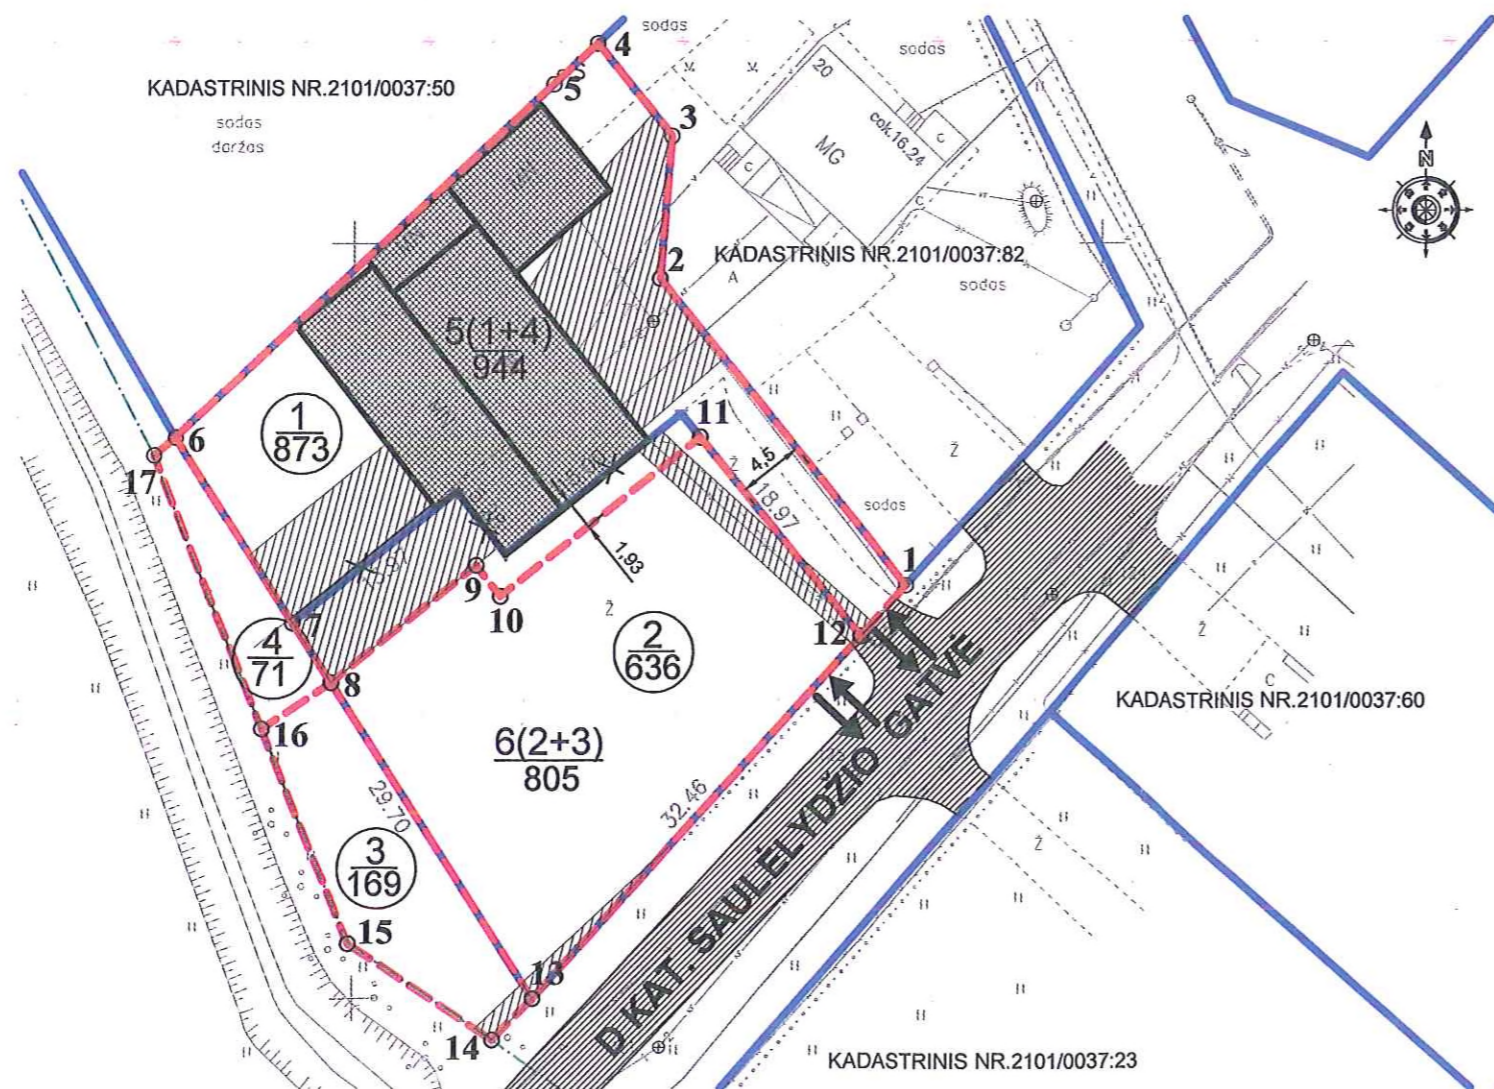 sodas
4
sodas
5
20
KADASTRINIS NR.2101/0037:50
sodas
daržas
3
cok.16.24
C
MG
C
N
C
2
KADASTRINIS NR.2101/0037:82
A
sodas
5(1+4)
944
1
873
6
11
17
4,5
Ž
Ž
18.97
sodas
1
9
1,93
10
Ž
7
12
2
636
Ž
4
71
8
C
KADASTRINIS NR.2101/0037:60
16
6(2+3)
805
29.70
32.46
Ž
3
169
D KAT. SAULĖLYDŽIO GATVĖ
15
13
14
KADASTRINIS NR.2101/0037:23